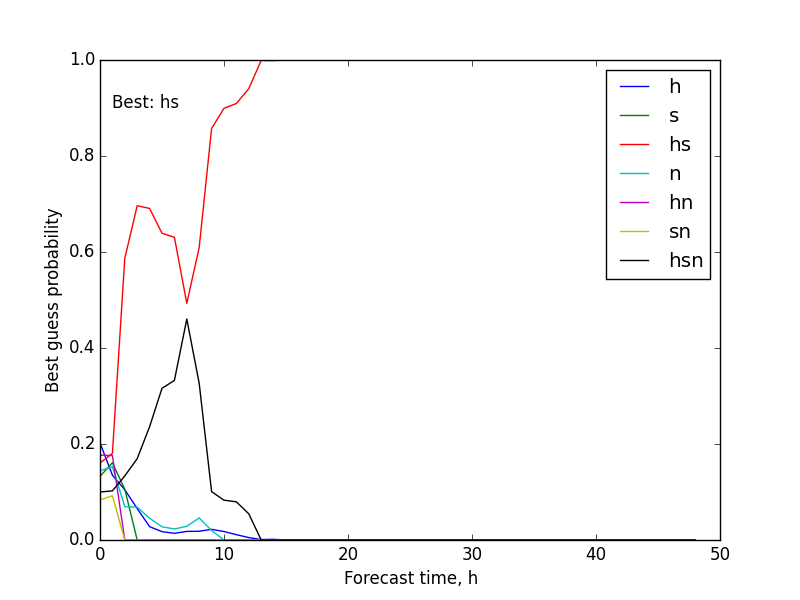 1.0
0.8
0.6
0.4
0.2
0.0
Best guess probability
Best: hs
h
s
hs
n
hn
sn
hsn
0 10 20 30 40 50
Forecast time, h